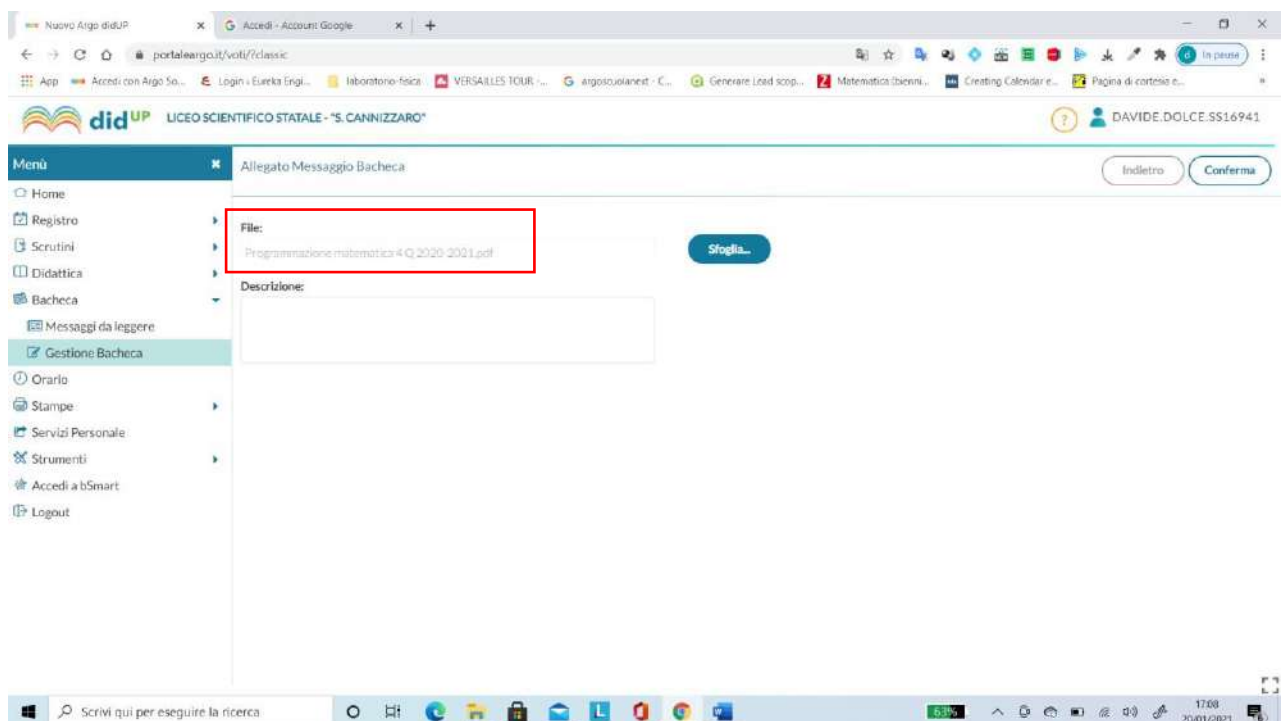 Nuovo Argo didUP
Accedi - Account Google
portaleargo.it/voti/?classic
In pausa
App
Accedi con Argo So...
Login ‹ Eureka Engi...
laboratorio-fisica
VERSAILLES TOUR -...
argoscuolanext - C...
Generare Lead scop...
Matematica (bienni...
Creating Calendar e...
Pagina di cortesia e...
didUP LICEO SCIENTIFICO STATALE - "S. CANNIZZARO"
DAVIDE.DOLCE.SS16941
Menù
Allegato Messaggio Bacheca
Indietro
Conferma
Home
Registro
Scrutini
Didattica
Bacheca
Messaggi da leggere
Gestione Bacheca
Orario
Stampe
Servizi Personale
Strumenti
Accedi a bSmart
Logout
File:
Programmazione matematica 4 Q 2020-2021.pdf
Sfoglia...
Descrizione:
Scrivi qui per eseguire la ricerca
63%
17:08
20/01/2021